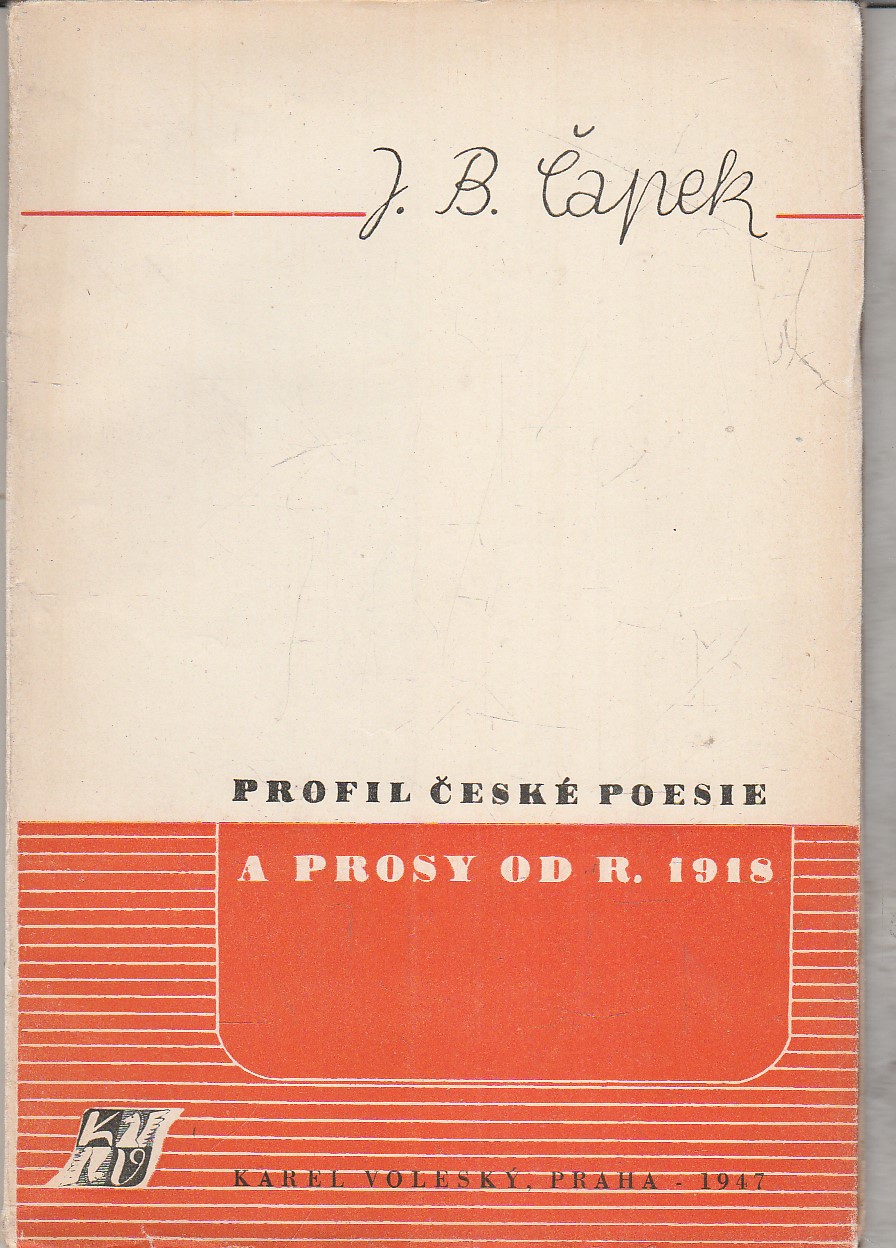 J. B. Čapek
PROFIL ČESKÉ POESIE
A PROSY OD R. 1918
KAREL VOLESKÝ, PRAHA - 1947